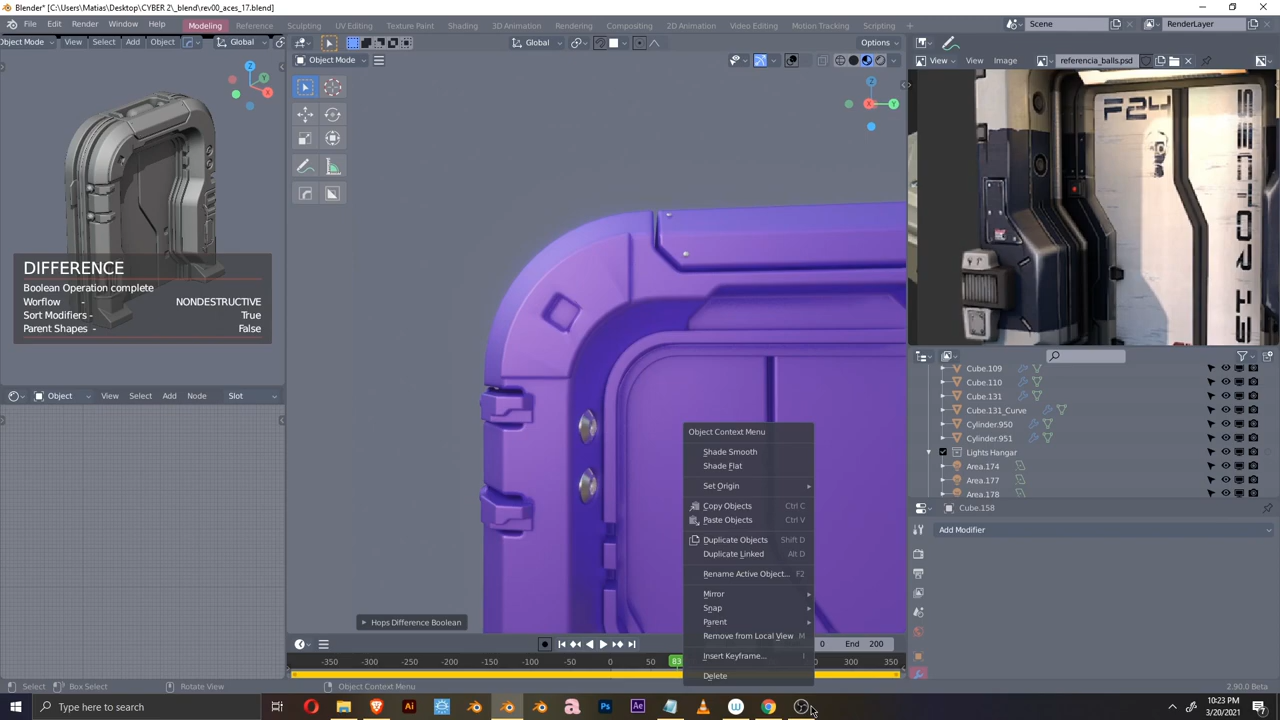 Blender* [C:\Users\Matias\Desktop\CYBER 2\_blend\rev00_aces_17.blend]
File Edit Render Window Help Modeling Reference Sculpting UV Editing Texture Paint Shading 3D Animation Rendering Compositing 2D Animation Video Editing Motion Tracking Scripting Scene RenderLayer
Object Mode View Select Add Object Global
Global Options
View View Image referencia_balls.psd
Object Mode
F24
DIFFERENCE
Boolean Operation complete
Worflow - NONDESTRUCTIVE
Sort Modifiers - True
Parent Shapes - False
Object View Select Add Node Slot
Cube.109
Cube.110
Cube.131
Cube.131_Curve
Cylinder.950
Cylinder.951
Lights Hangar
Area.174
Area.177
Area.178
Cube.158
Add Modifier
Object Context Menu
Shade Smooth
Shade Flat
Set Origin
Copy Objects Ctrl C
Paste Objects Ctrl V
Duplicate Objects Shift D
Duplicate Linked Alt D
Rename Active Object... F2
Mirror
Snap
Parent
Remove from Local View M
Insert Keyframe... I
Delete
Hops Difference Boolean
0 End 200
-350 -300 -250 -200 -150 -100 -50 0 50 83 300 350
Select Box Select Rotate View Object Context Menu 2.90.0 Beta
Type here to search
10:23 PM
3/20/2021